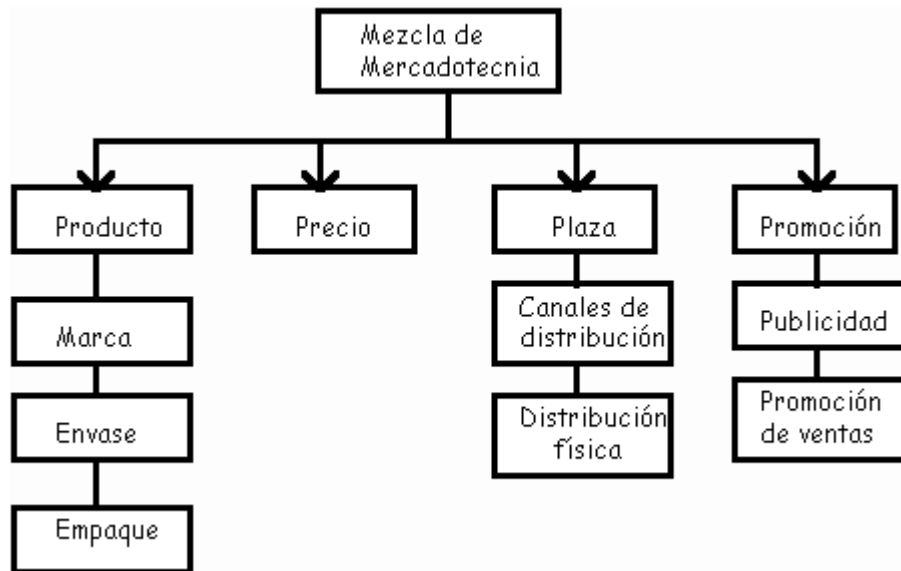 Mezcla de
Mercadotecnia
Producto
Precio
Plaza
Promoción
Marca
Canales de
distribución
Publicidad
Envase
Distribución
física
Promoción
de ventas
Empaque